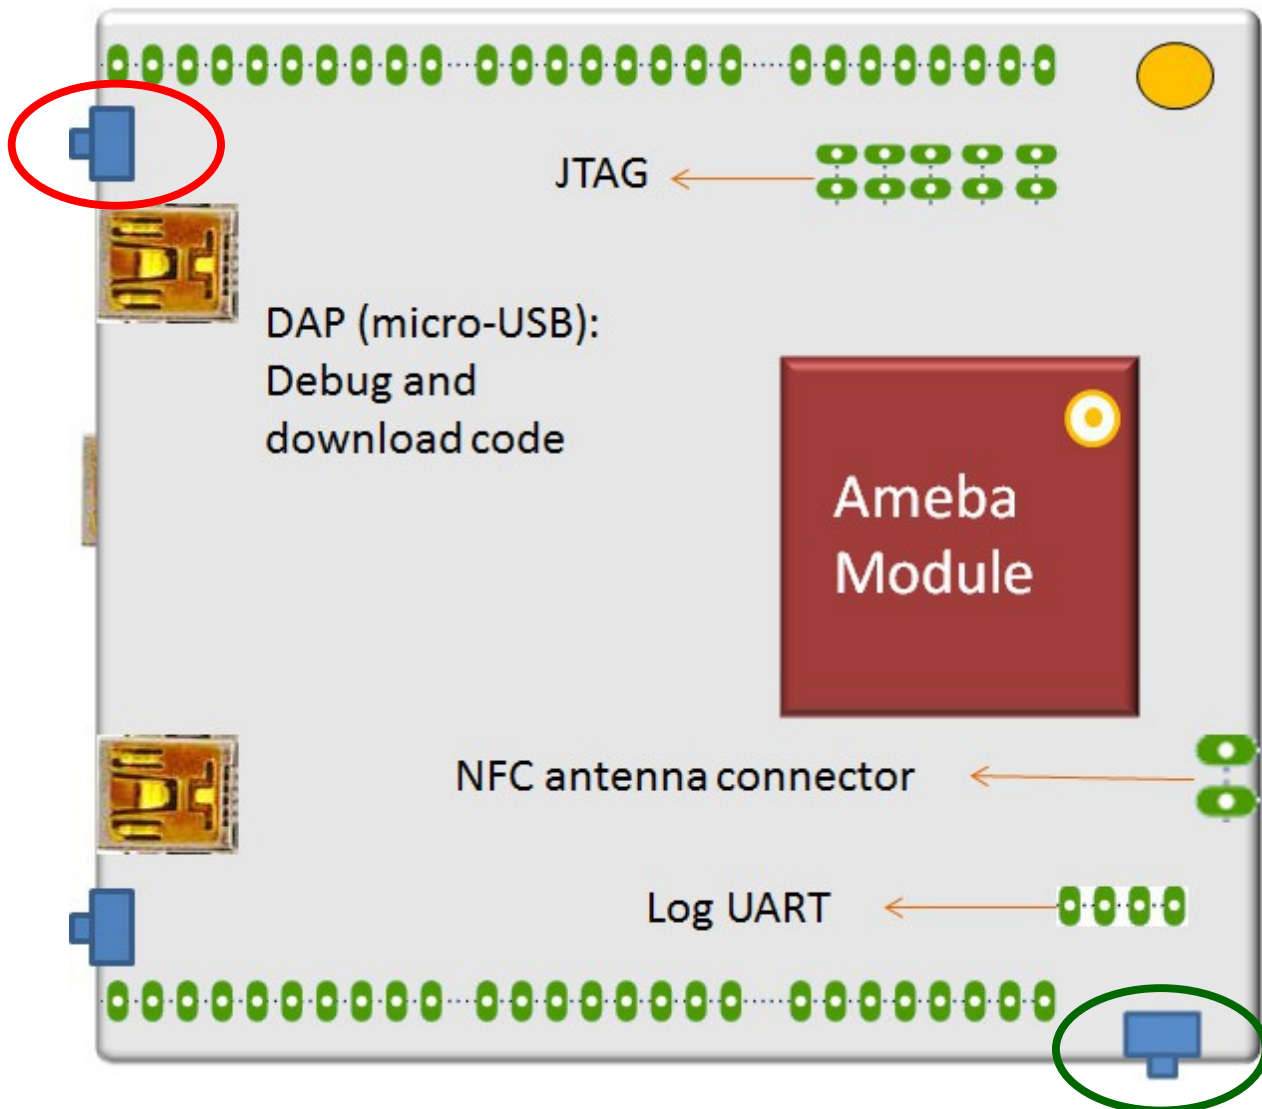 JTAG
DAP (micro-USB):
Debug and
download code
Ameba
Module
NFC antenna connector
Log UART